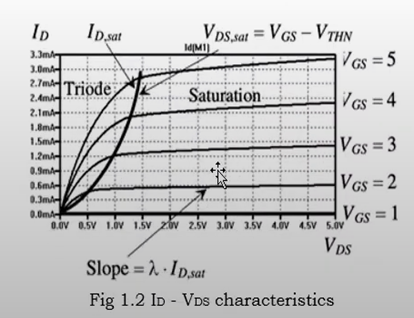 I_D
I_D,sat
V_DS,sat = V_GS − V_THN
Id(M1)
3.3mA
3.0mA
2.7mA
2.4mA
2.1mA
1.8mA
1.5mA
1.2mA
0.9mA
0.6mA
0.3mA
0.0mA
Triode
Saturation
V_GS = 5
V_GS = 4
V_GS = 3
V_GS = 2
V_GS = 1
0.0V 0.5V 1.0V 1.5V 2.0V 2.5V 3.0V 3.5V 4.0V 4.5V 5.0V
V_DS
Slope = λ · I_D,sat
Fig 1.2 ID - VDS characteristics